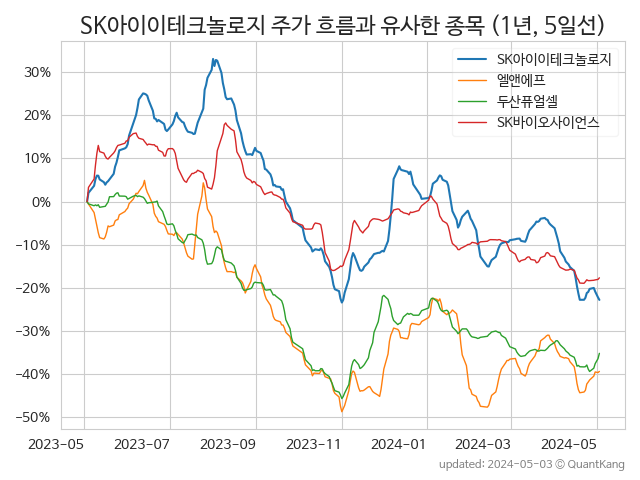 SK아이이테크놀로지 주가 흐름과 유사한 종목 (1년, 5일선)
SK아이이테크놀로지
엘앤에프
두산퓨얼셀
SK바이오사이언스
30%
20%
10%
0%
−10%
−20%
−30%
−40%
−50%
2023-05 2023-07 2023-09 2023-11 2024-01 2024-03 2024-05
updated: 2024-05-03 © QuantKang